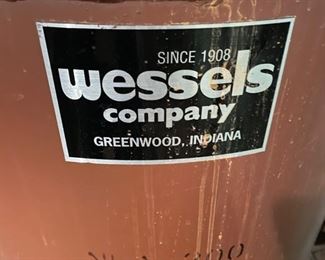 SINCE 1908
wessels
company
GREENWOOD, INDIANA